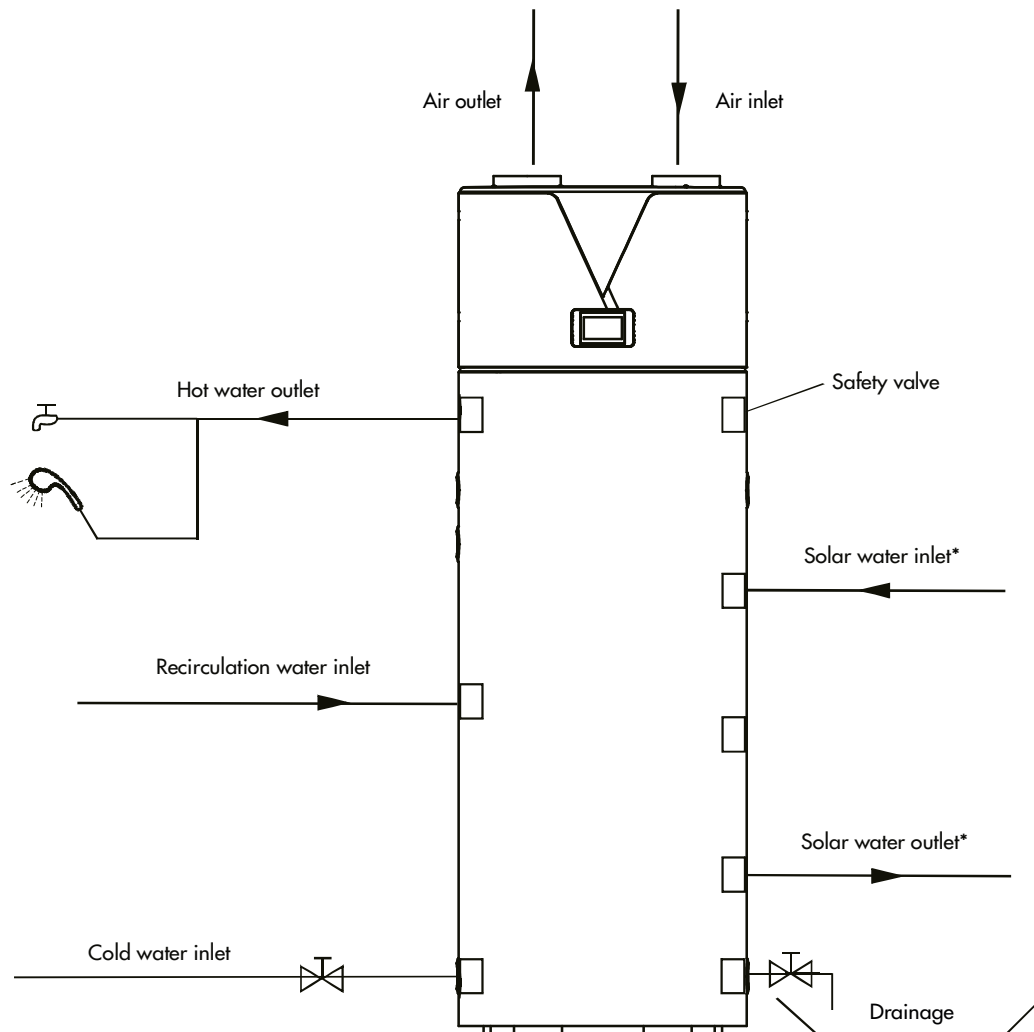 Air outlet
Air inlet
Hot water outlet
Safety valve
Solar water inlet*
Recirculation water inlet
Solar water outlet*
Cold water inlet
Drainage